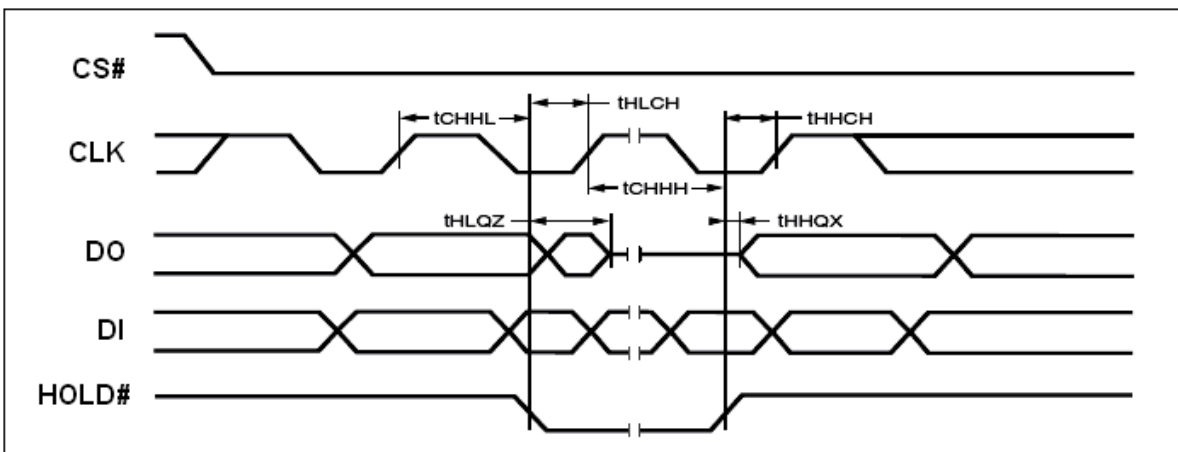 CS#
tHLCH
tCHHL
tHHCH
CLK
tCHHH
tHLQZ
tHHQX
DO
DI
HOLD#